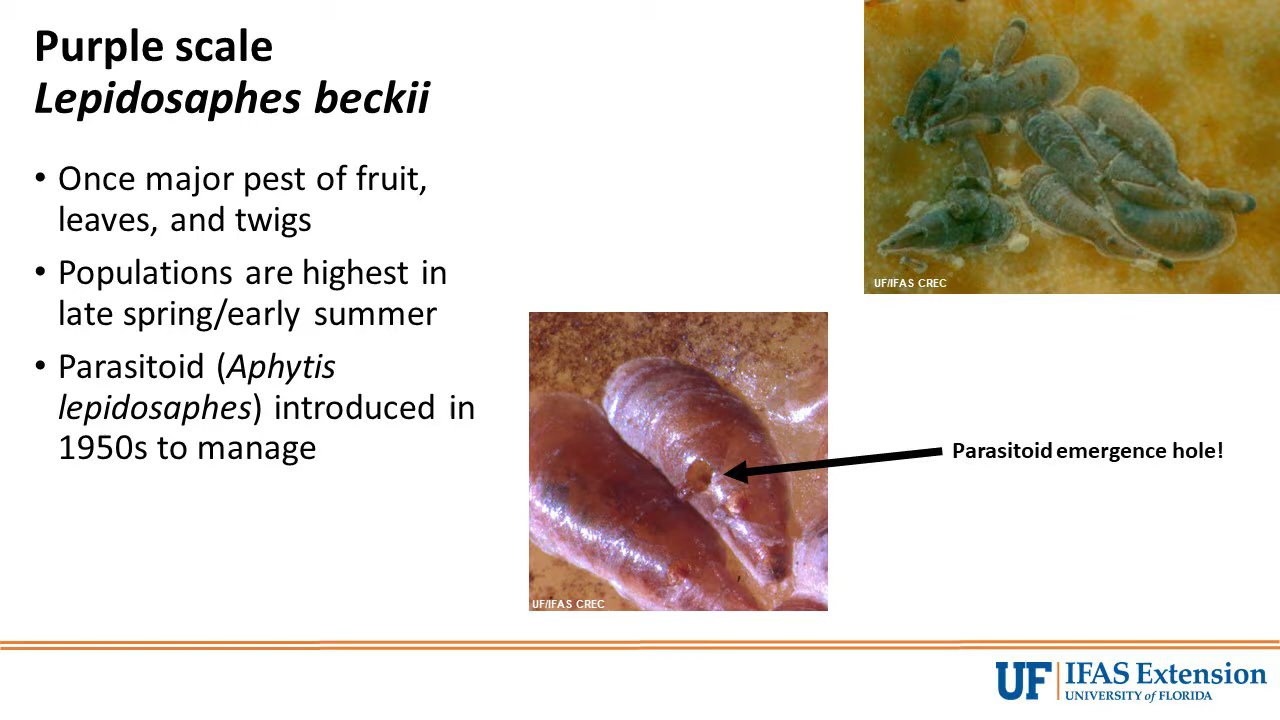 Purple scale
Lepidosaphes beckii
• Once major pest of fruit,
leaves, and twigs
• Populations are highest in
late spring/early summer
• Parasitoid (Aphytis
lepidosaphes) introduced in
1950s to manage
UF/IFAS CREC
Parasitoid emergence hole!
UF/IFAS CREC
UF IFAS Extension
UNIVERSITY of FLORIDA